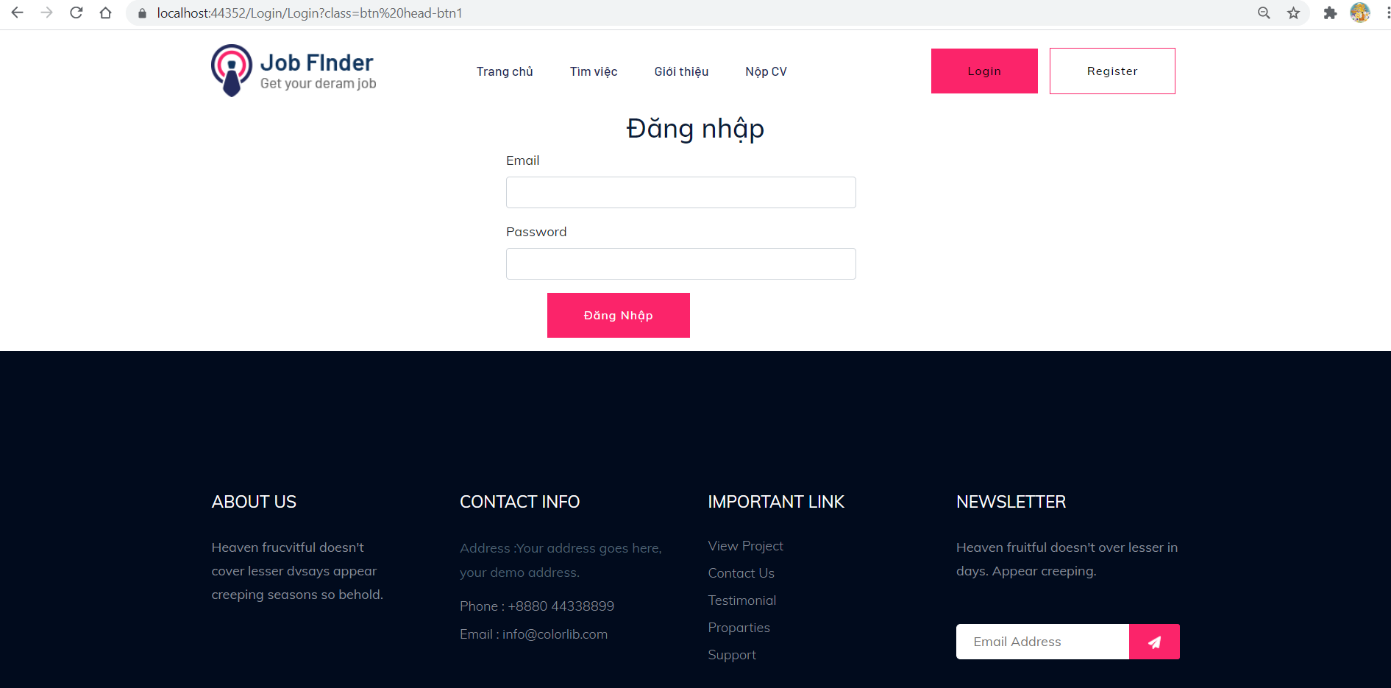 localhost:44352/Login/Login?class=btn%20head-btn1
Job FInder
Get your deram job
Trang chủ
Tìm việc
Giới thiệu
Nộp CV
Login
Register
Đăng nhập
Email
Password
Đăng Nhập
ABOUT US
Heaven frucvitful doesn't
cover lesser dvsays appear
creeping seasons so behold.
CONTACT INFO
Address :Your address goes here,
your demo address.
Phone : +8880 44338899
Email : info@colorlib.com
IMPORTANT LINK
View Project
Contact Us
Testimonial
Proparties
Support
NEWSLETTER
Heaven fruitful doesn't over lesser in
days. Appear creeping.
Email Address